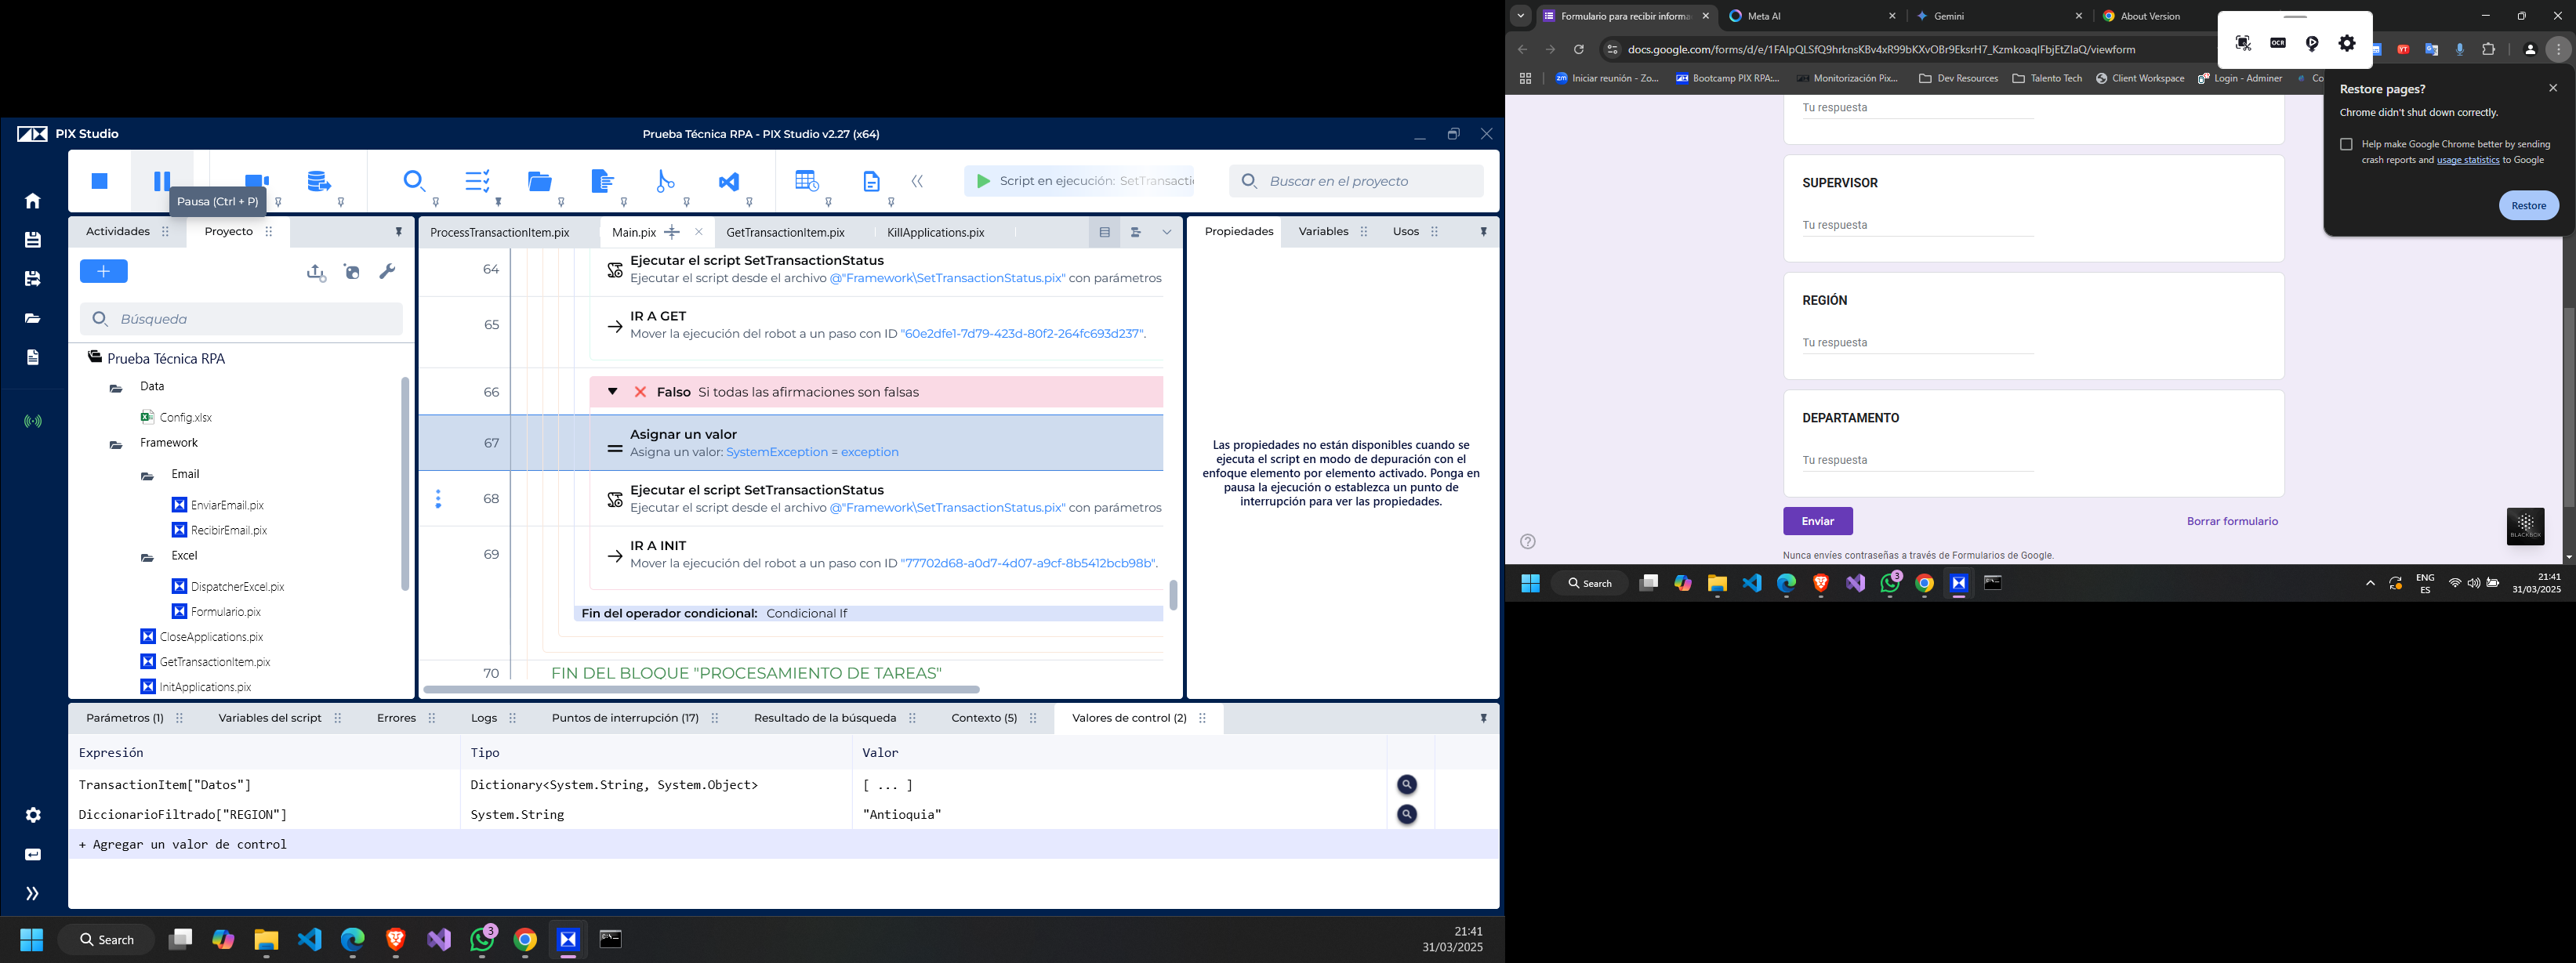 PIX Studio
Prueba Técnica RPA - PIX Studio v2.27 (x64)
Script en ejecución: SetTransacti
Buscar en el proyecto
Pausa (Ctrl + P)
Actividades
Proyecto
Búsqueda
Prueba Técnica RPA
Data
Config.xlsx
Framework
Email
EnviarEmail.pix
RecibirEmail.pix
Excel
DispatcherExcel.pix
Formulario.pix
CloseApplications.pix
GetTransactionItem.pix
InitApplications.pix
ProcessTransactionItem.pix
Main.pix
GetTransactionItem.pix
KillApplications.pix
64
Ejecutar el script SetTransactionStatus
Ejecutar el script desde el archivo @"Framework\SetTransactionStatus.pix" con parámetros
65
IR A GET
Mover la ejecución del robot a un paso con ID "60e2dfe1-7d79-423d-80f2-264fc693d237".
66
Falso Si todas las afirmaciones son falsas
67
Asignar un valor
Asigna un valor: SystemException = exception
68
Ejecutar el script SetTransactionStatus
Ejecutar el script desde el archivo @"Framework\SetTransactionStatus.pix" con parámetros
69
IR A INIT
Mover la ejecución del robot a un paso con ID "77702d68-a0d7-4d07-a9cf-8b5412bcb98b".
Fin del operador condicional: Condicional If
70
FIN DEL BLOQUE "PROCESAMIENTO DE TAREAS"
Propiedades
Variables
Usos
Las propiedades no están disponibles cuando se
ejecuta el script en modo de depuración con el
enfoque elemento por elemento activado. Ponga en
pausa la ejecución o establezca un punto de
interrupción para ver las propiedades.
Parámetros (1)
Variables del script
Errores
Logs
Puntos de interrupción (17)
Resultado de la búsqueda
Contexto (5)
Valores de control (2)
Expresión
Tipo
Valor
TransactionItem["Datos"]
Dictionary<System.String, System.Object>
[ ... ]
DiccionarioFiltrado["REGION"]
System.String
"Antioquia"
+ Agregar un valor de control
Search
3
21:41
31/03/2025
Formulario para recibir informa
Meta AI
Gemini
About Version
docs.google.com/forms/d/e/1FAIpQLSfQ9hrknsKBv4xR99bKXvOBr9EksrH7_KzmkoaqIFbjEtZIaQ/viewform
OCR
Iniciar reunión - Zo...
Bootcamp PIX RPA:...
Monitorización Pix...
Dev Resources
Talento Tech
Client Workspace
Login - Adminer
Co
Restore pages?
Chrome didn't shut down correctly.
Help make Google Chrome better by sending
crash reports and usage statistics to Google
Restore
Tu respuesta
SUPERVISOR
Tu respuesta
REGIÓN
Tu respuesta
DEPARTAMENTO
Tu respuesta
Enviar
Borrar formulario
BLACKBOX
Nunca envíes contraseñas a través de Formularios de Google.
Search
3
ENG
ES
21:41
31/03/2025